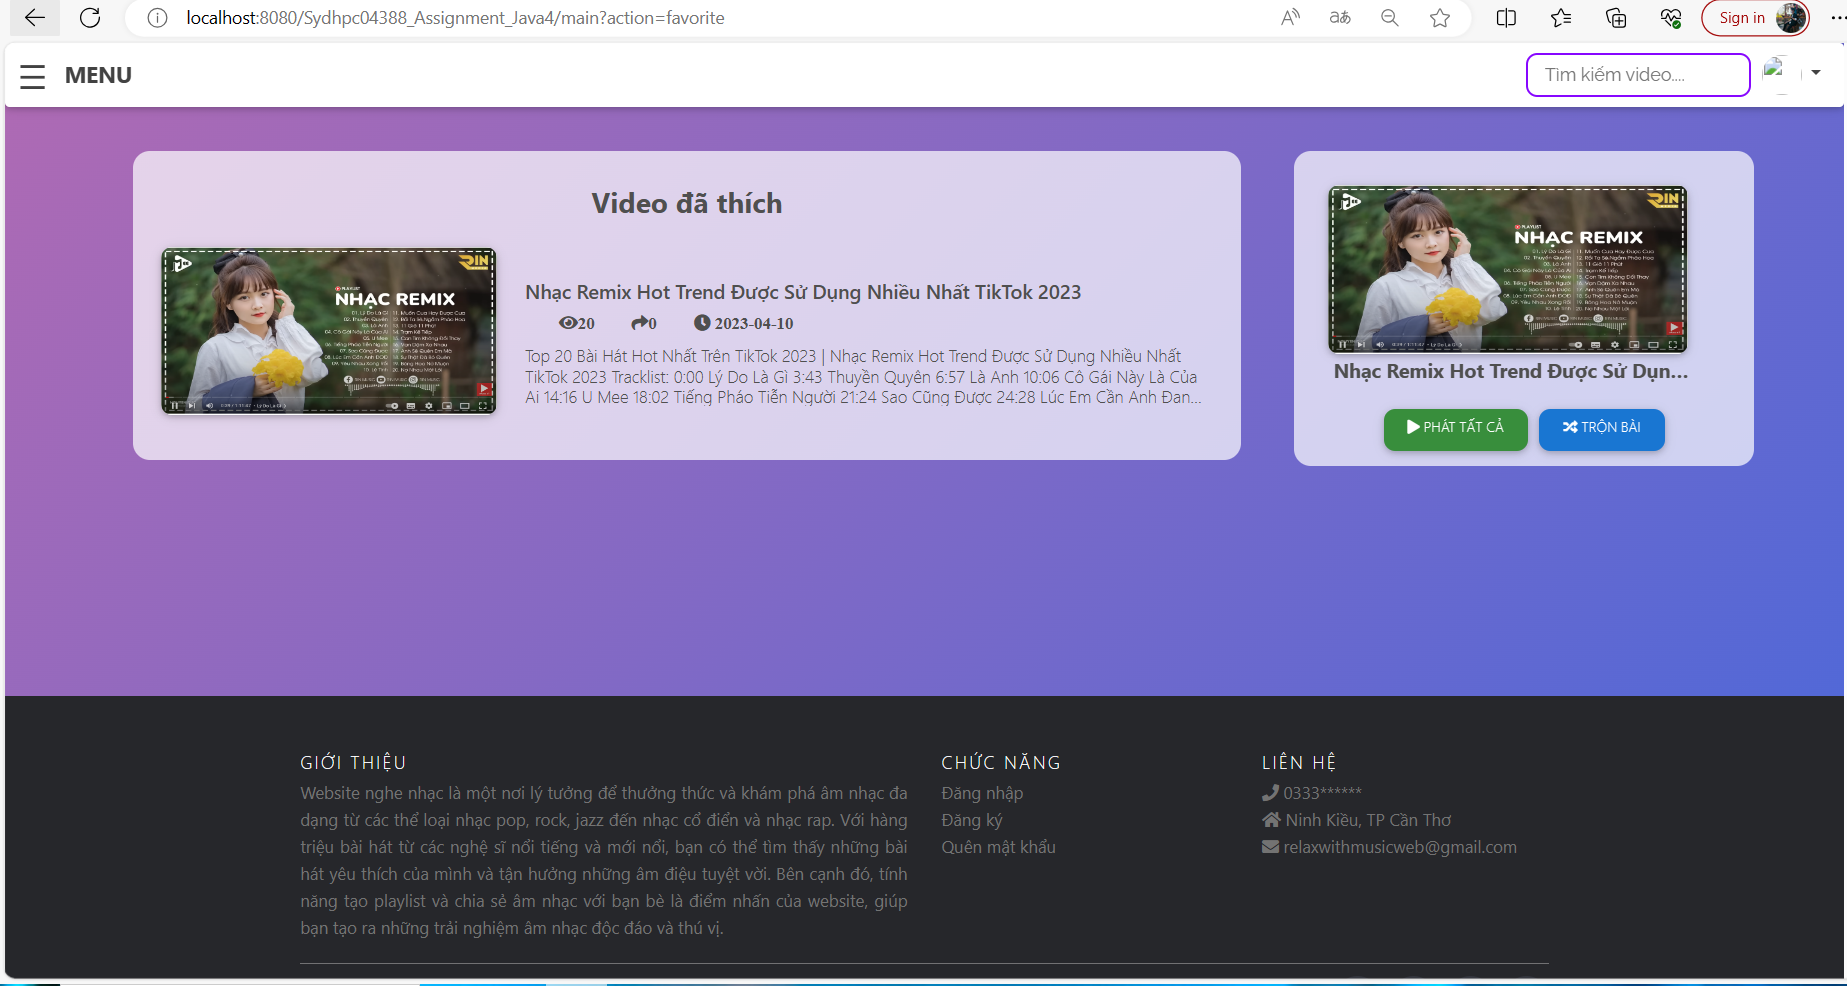 localhost:8080/Sydhpc04388_Assignment_Java4/main?action=favorite
Sign in
MENU
Tìm kiếm video....
Video đã thích
PLAYLIST
NHẠC REMIX
Nhạc Remix Hot Trend Được Sử Dụng Nhiều Nhất TikTok 2023
20 0 2023-04-10
Top 20 Bài Hát Hot Nhất Trên TikTok 2023 | Nhạc Remix Hot Trend Được Sử Dụng Nhiều Nhất
TikTok 2023 Tracklist: 0:00 Lý Do Là Gì 3:43 Thuyền Quyên 6:57 Là Anh 10:06 Cô Gái Này Là Của
Ai 14:16 U Mee 18:02 Tiếng Pháo Tiễn Người 21:24 Sao Cũng Được 24:28 Lúc Em Cần Anh Đan...
RIN
PLAYLIST
NHẠC REMIX
Nhạc Remix Hot Trend Được Sử Dụn...
PHÁT TẤT CẢ
TRỘN BÀI
GIỚI THIỆU
Website nghe nhạc là một nơi lý tưởng để thưởng thức và khám phá âm nhạc đa
dạng từ các thể loại nhạc pop, rock, jazz đến nhạc cổ điển và nhạc rap. Với hàng
triệu bài hát từ các nghệ sĩ nổi tiếng và mới nổi, bạn có thể tìm thấy những bài
hát yêu thích của mình và tận hưởng những âm điệu tuyệt vời. Bên cạnh đó, tính
năng tạo playlist và chia sẻ âm nhạc với bạn bè là điểm nhấn của website, giúp
bạn tạo ra những trải nghiệm âm nhạc độc đáo và thú vị.
CHỨC NĂNG
Đăng nhập
Đăng ký
Quên mật khẩu
LIÊN HỆ
0333******
Ninh Kiều, TP Cần Thơ
relaxwithmusicweb@gmail.com